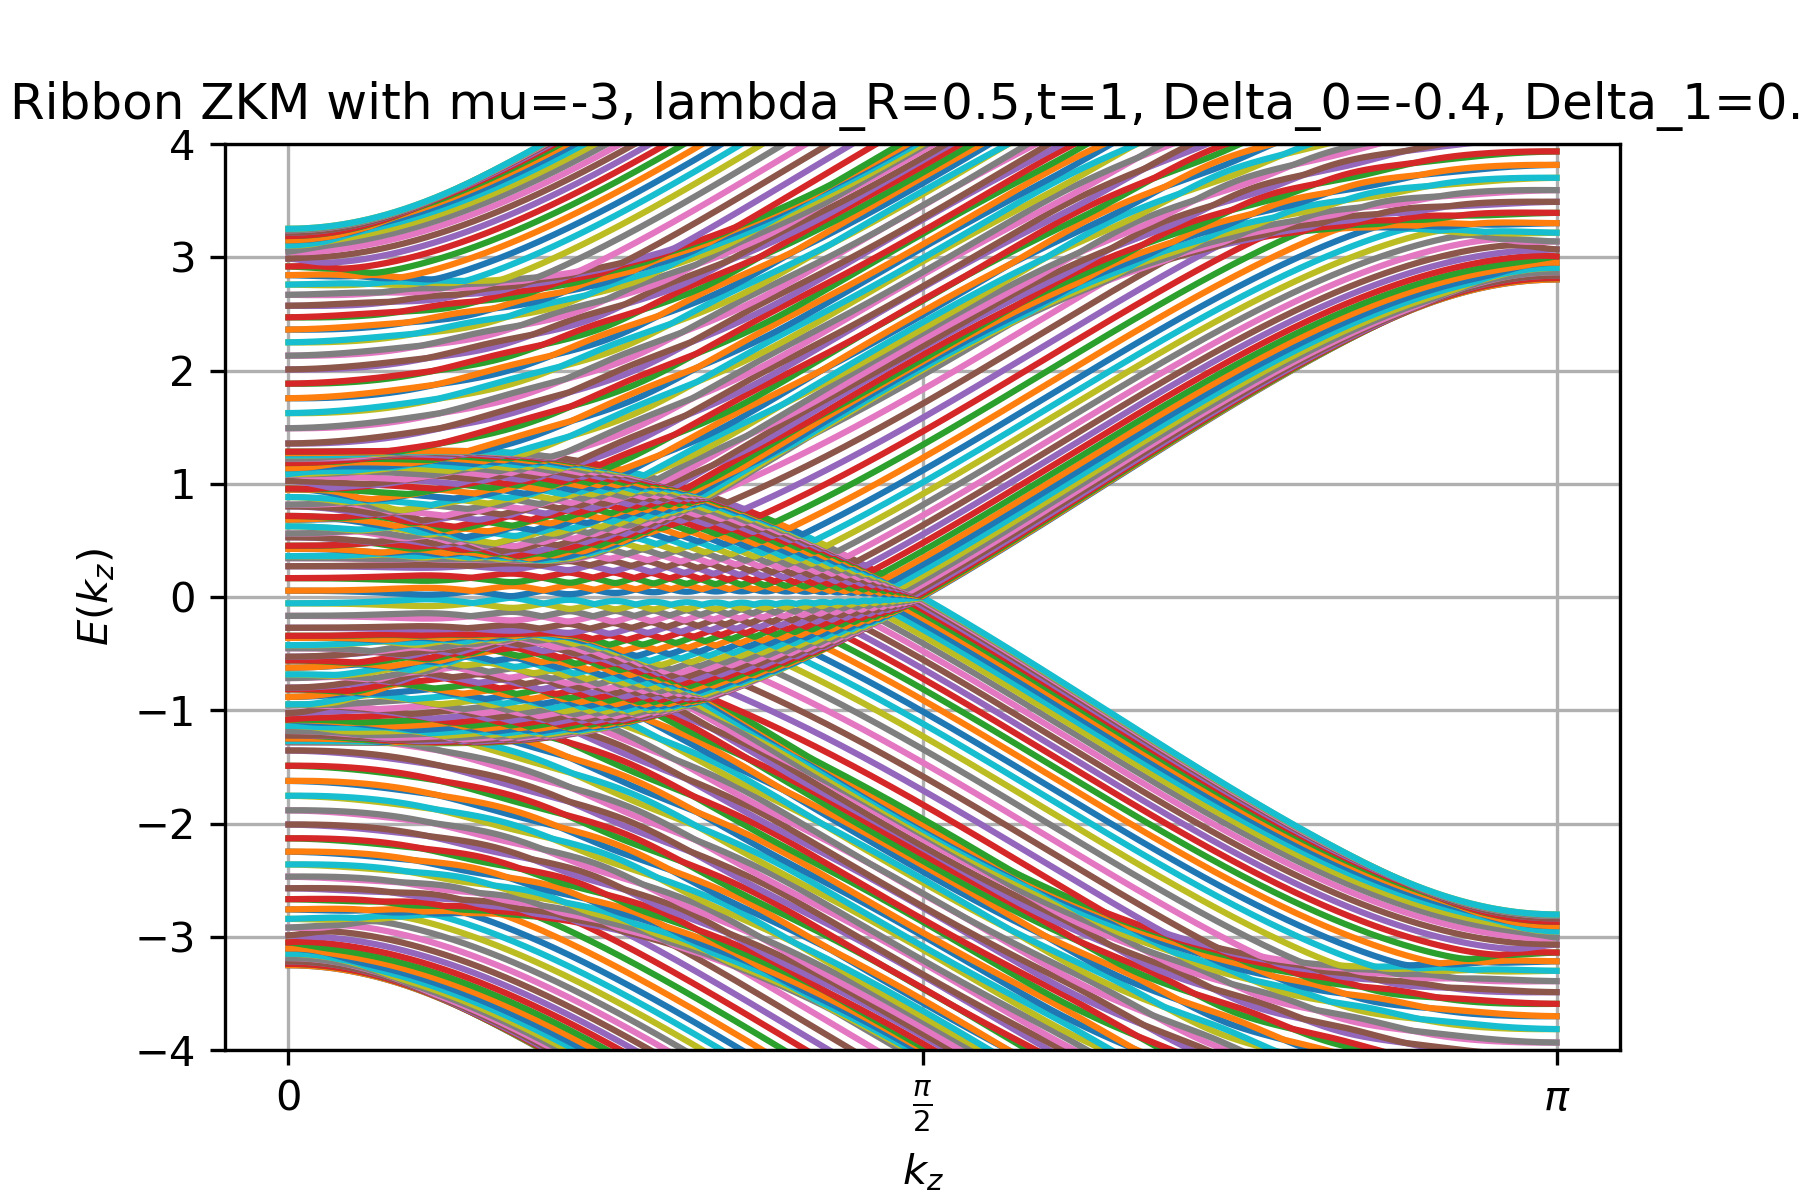 Ribbon ZKM with mu=-3, lambda_R=0.5,t=1, Delta_0=-0.4, Delta_1=0.
4
3
2
1
0
−1
−2
−3
−4
E(k_z)
0
π/2
π
k_z